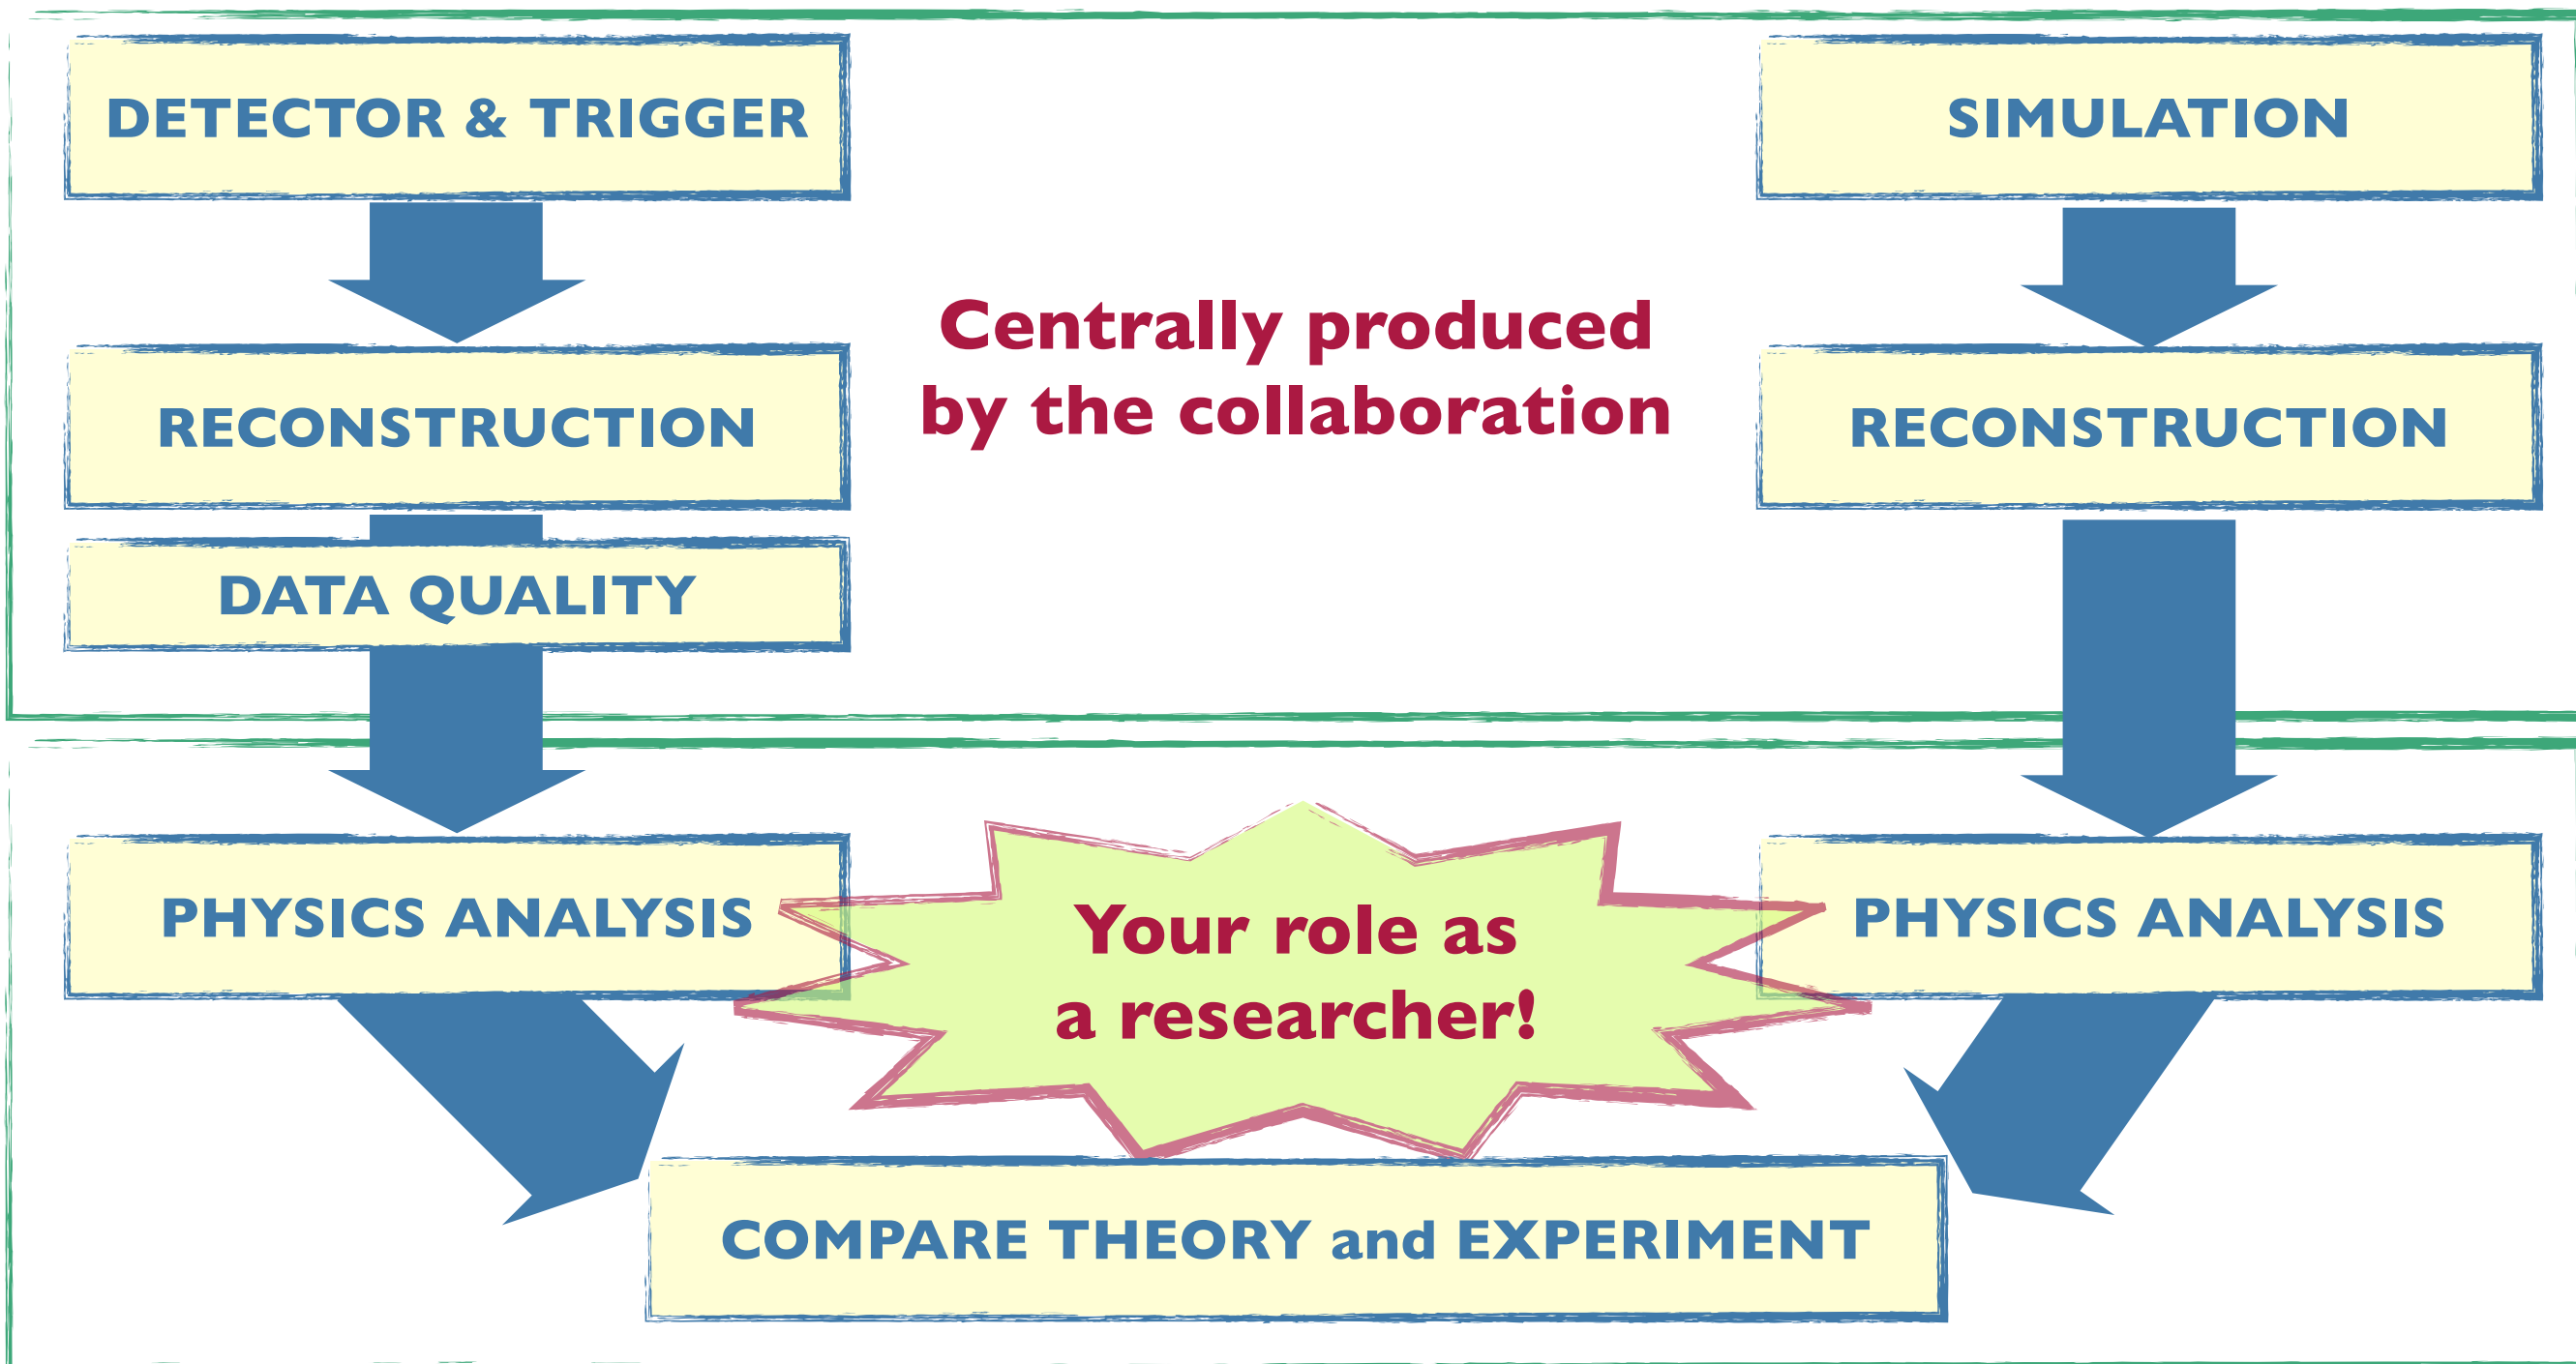 DETECTOR & TRIGGER
SIMULATION
Centrally produced
by the collaboration
RECONSTRUCTION
RECONSTRUCTION
DATA QUALITY
PHYSICS ANALYSIS
Your role as
a researcher!
PHYSICS ANALYSIS
COMPARE THEORY and EXPERIMENT